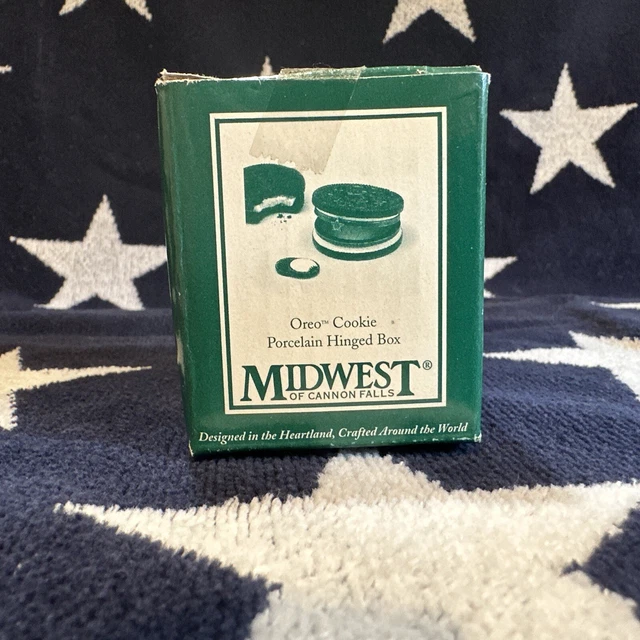 Oreo™ Cookie
Porcelain Hinged Box
MIDWEST®
OF CANNON FALLS
Designed in the Heartland, Crafted Around the World